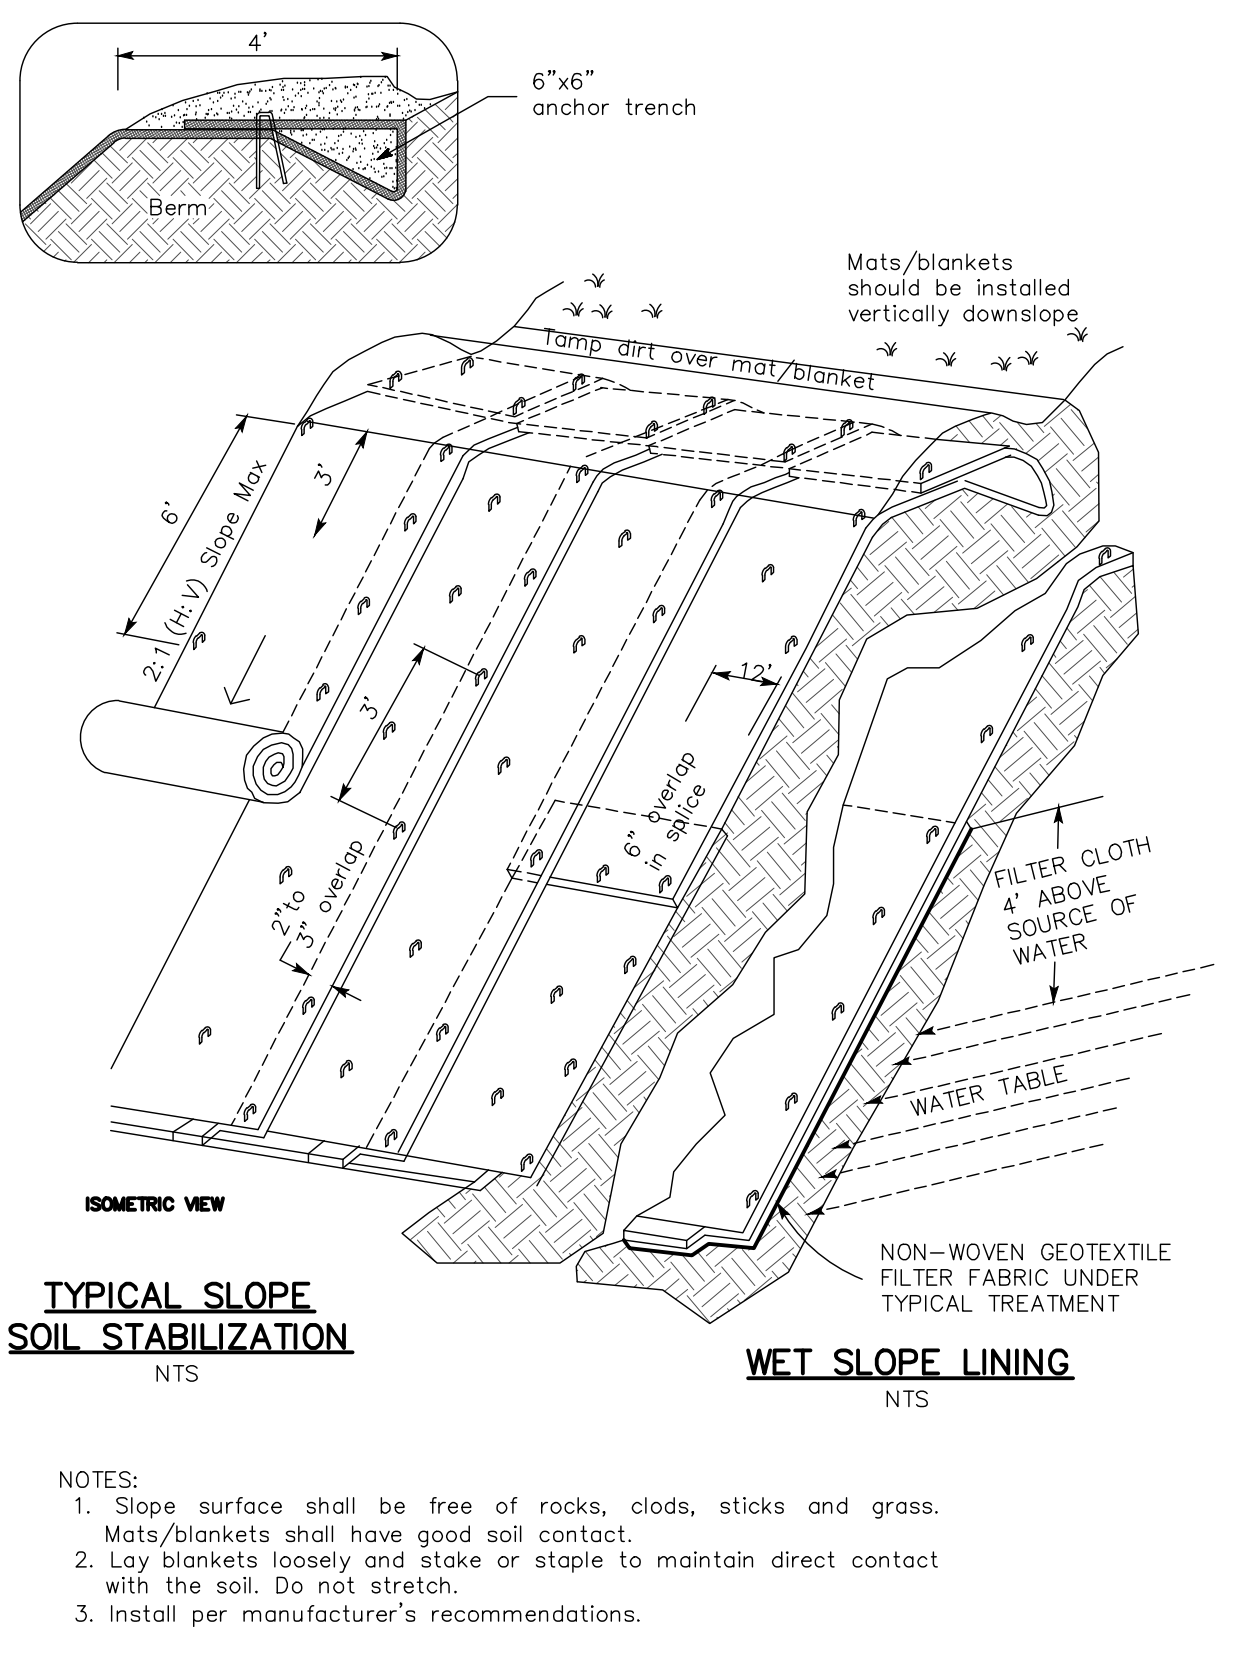 4'
6"x6"
anchor trench
Berm
Mats/blankets
should be installed
vertically downslope
Tamp dirt over mat/blanket
6'
3'
2:1 (H:V) Slope Max
12'
3'
6" overlap
in splice
2" to
3" overlap
FILTER CLOTH
4' ABOVE
SOURCE OF
WATER
WATER TABLE
ISOMETRIC VIEW
NON-WOVEN GEOTEXTILE
FILTER FABRIC UNDER
TYPICAL TREATMENT
TYPICAL SLOPE
SOIL STABILIZATION
NTS
WET SLOPE LINING
NTS
NOTES:
1. Slope surface shall be free of rocks, clods, sticks and grass.
Mats/blankets shall have good soil contact.
2. Lay blankets loosely and stake or staple to maintain direct contact
with the soil. Do not stretch.
3. Install per manufacturer's recommendations.